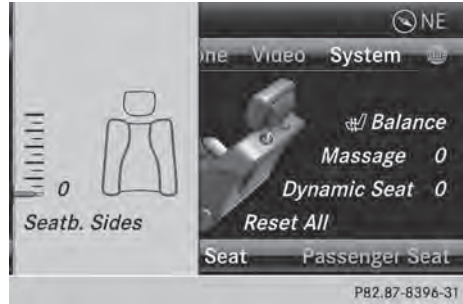 NE
ne Video System
Balance
Massage 0
0 Dynamic Seat 0
Seatb. Sides Reset All
Seat Passenger Seat
P82.87-8396-31